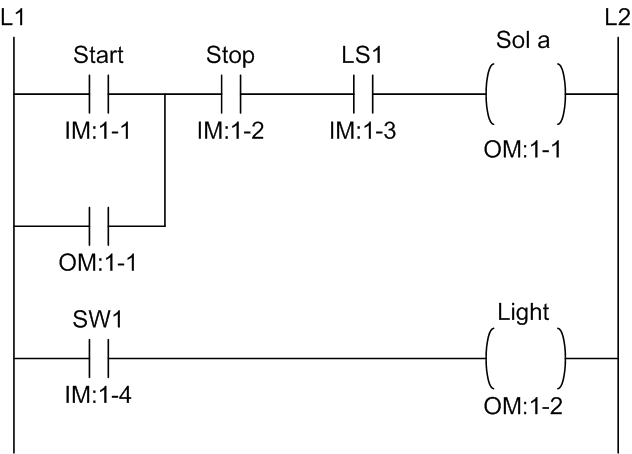 L1 L2
Start Stop LS1 Sol a
IM:1-1 IM:1-2 IM:1-3 OM:1-1
OM:1-1
SW1 Light
IM:1-4 OM:1-2